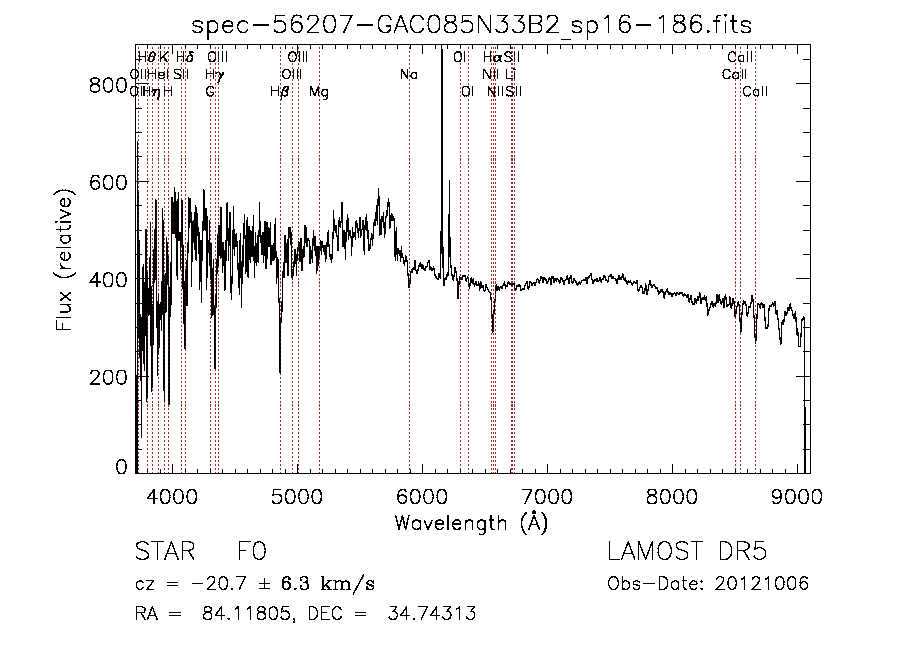 spec-56207-GAC085N33B2_sp16-186.fits
Hθ K Hδ OIII OIII OI Hα SII CaII
OII HeI SII Hγ OIII Na NII Li CaII
OII Hη H G Hβ Mg OI NII SII CaII
800
600
400
200
0
Flux (relative)
4000 5000 6000 7000 8000 9000
Wavelength (Å)
STAR F0 LAMOST DR5
cz = −20.7 ± 6.3 km/s Obs-Date: 20121006
RA = 84.11805, DEC = 34.74313